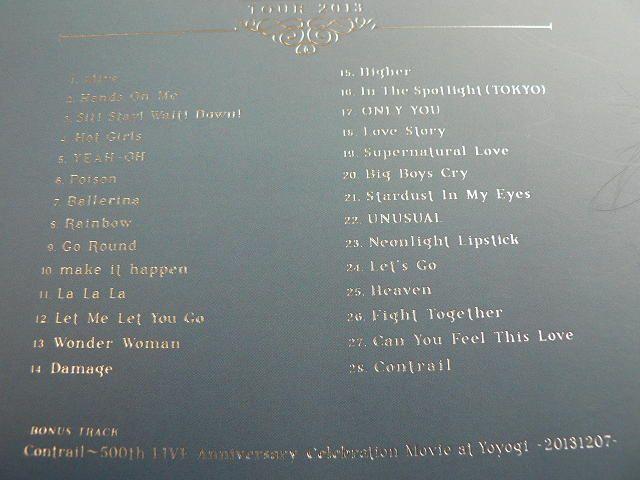 TOUR 2013
1. Alive
2. Hands On Me
3. Sit! Stay! Wait! Down!
4. Hot Girls
5. YEAH-OH
6. Poison
7. Ballerina
8. Rainbow
9. Go Round
10. make it happen
11. La La La
12 Let Me Let You Go
13 Wonder Woman
14 Damage
15. Higher
16. In The Spotlight (TOKYO)
17. ONLY YOU
18. Love Story
19. Supernatural Love
20. Big Boys Cry
21. Stardust In My Eyes
22. UNUSUAL
23. Neonlight Lipstick
24. Let's Go
25. Heaven
26. Fight Together
27. Can You Feel This Love
28. Contrail
BONUS TRACK
Contrail～500th LIVE Anniversary Celebration Movie at Yoyogi -20131207-